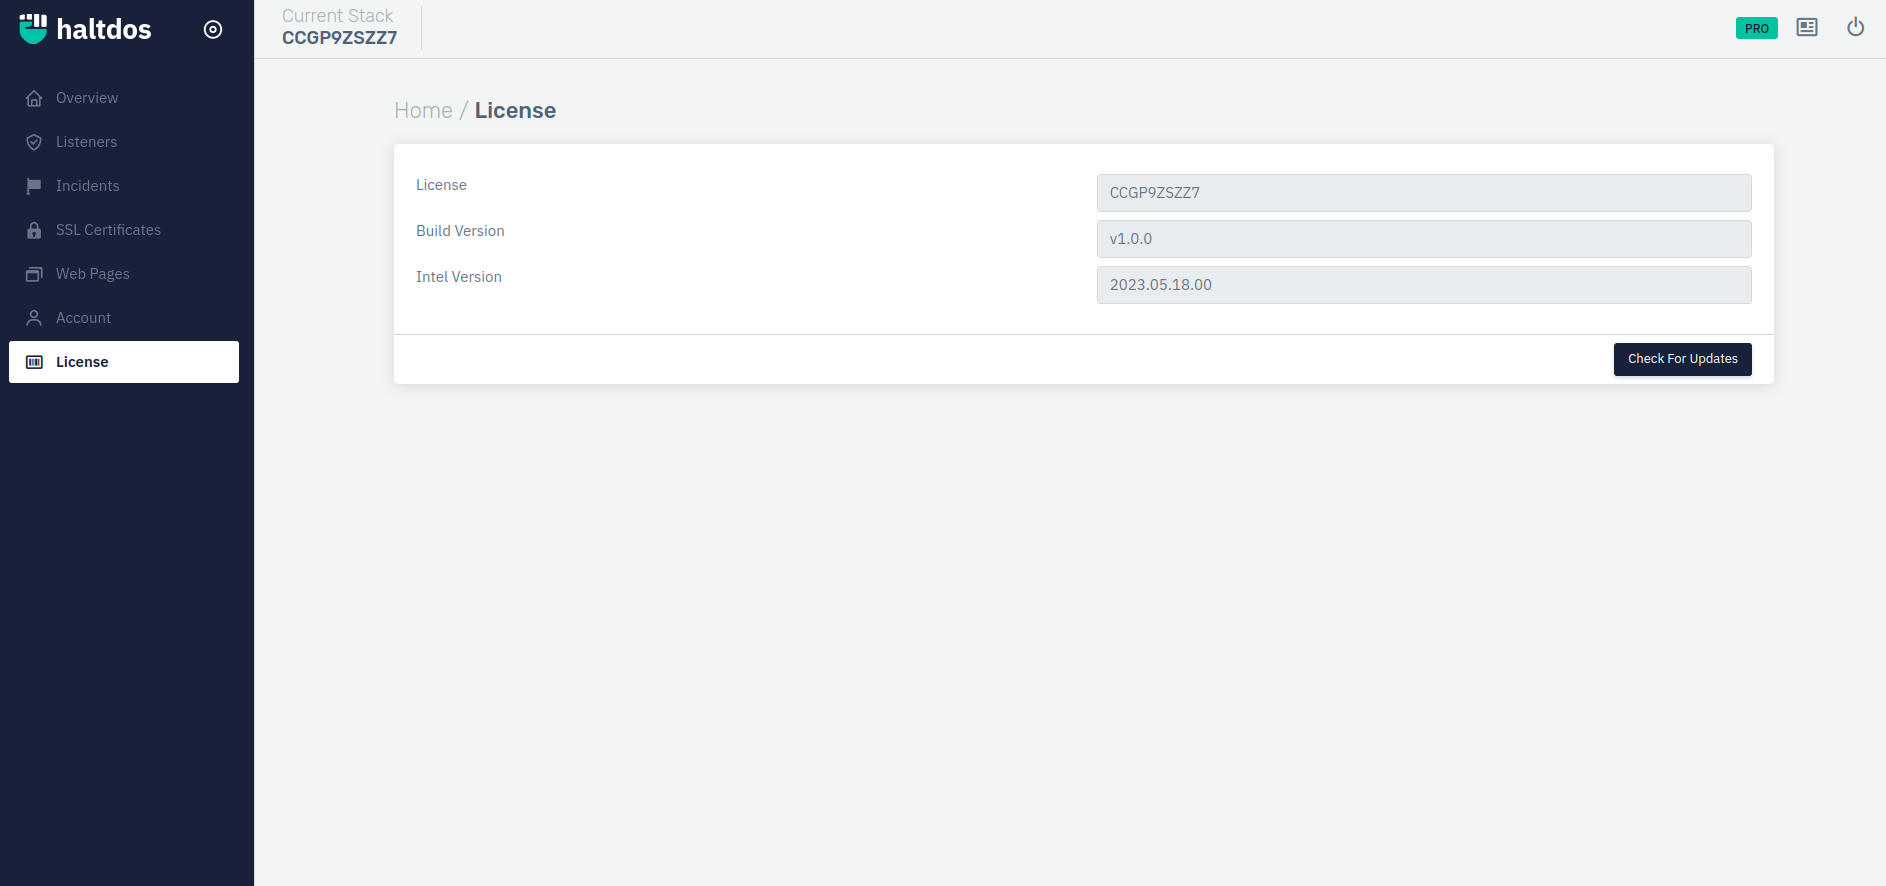 haltdos
Current Stack
CCGP9ZSZZ7
PRO
Overview
Listeners
Incidents
SSL Certificates
Web Pages
Account
License
Home / License
License
CCGP9ZSZZ7
Build Version
v1.0.0
Intel Version
2023.05.18.00
Check For Updates